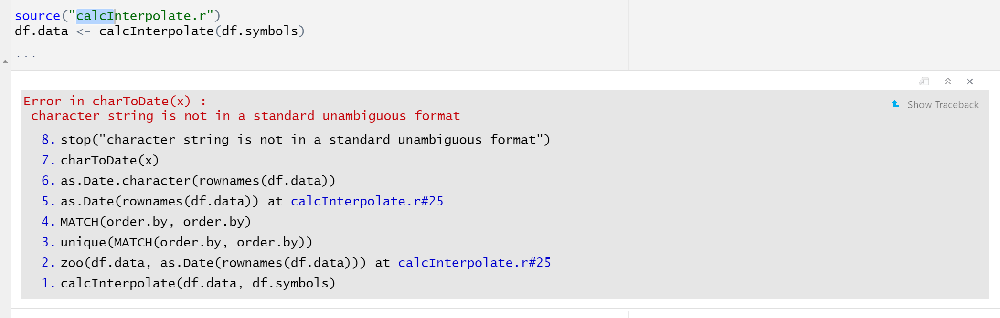 source("calcInterpolate.r")
df.data <- calcInterpolate(df.symbols)
```
Error in charToDate(x) :
character string is not in a standard unambiguous format
Show Traceback
8. stop("character string is not in a standard unambiguous format")
7. charToDate(x)
6. as.Date.character(rownames(df.data))
5. as.Date(rownames(df.data)) at calcInterpolate.r#25
4. MATCH(order.by, order.by)
3. unique(MATCH(order.by, order.by))
2. zoo(df.data, as.Date(rownames(df.data))) at calcInterpolate.r#25
1. calcInterpolate(df.data, df.symbols)